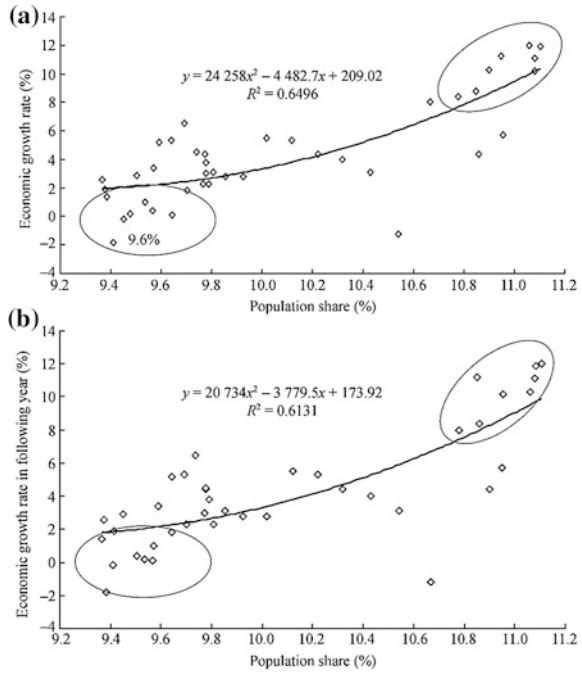 (a)
14
12
10
8
6
4
2
0
−2
−4
Economic growth rate (%)
y = 24 258x² − 4 482.7x + 209.02
R² = 0.6496
9.6%
9.2 9.4 9.6 9.8 10.0 10.2 10.4 10.6 10.8 11.0 11.2
Population share (%)
(b)
14
12
10
8
6
4
2
0
−2
−4
Economic growth rate in following year (%)
y = 20 734x² − 3 779.5x + 173.92
R² = 0.6131
9.2 9.4 9.6 9.8 10.0 10.2 10.4 10.6 10.8 11.0 11.2
Population share (%)